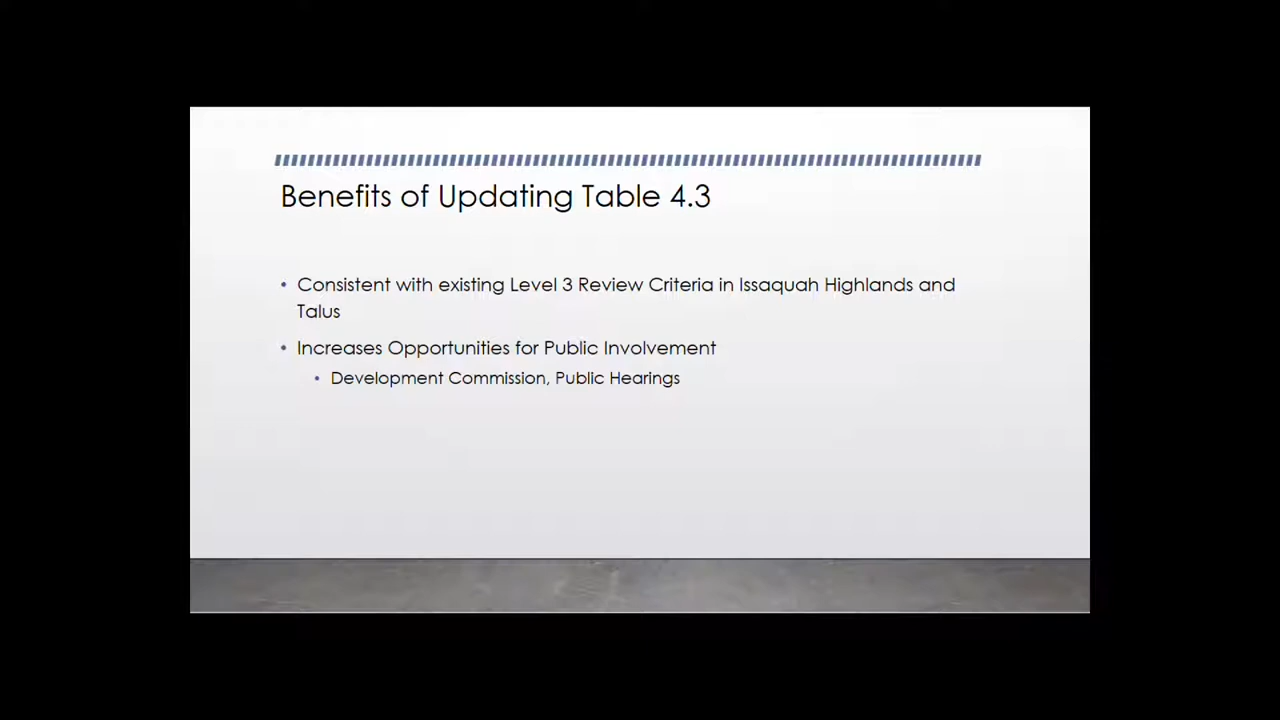 Benefits of Updating Table 4.3
• Consistent with existing Level 3 Review Criteria in Issaquah Highlands and
Talus
• Increases Opportunities for Public Involvement
• Development Commission, Public Hearings